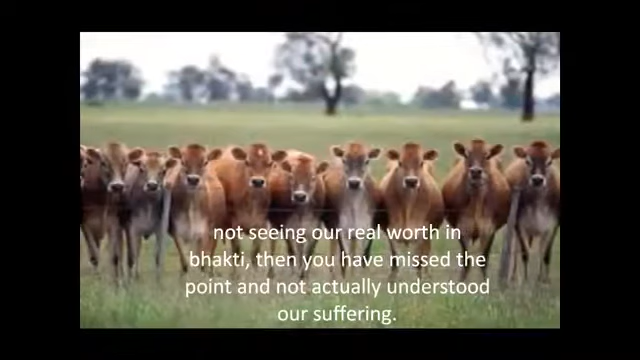 not seeing our real worth in
bhakti, then you have missed the
point and not actually understood
our suffering.